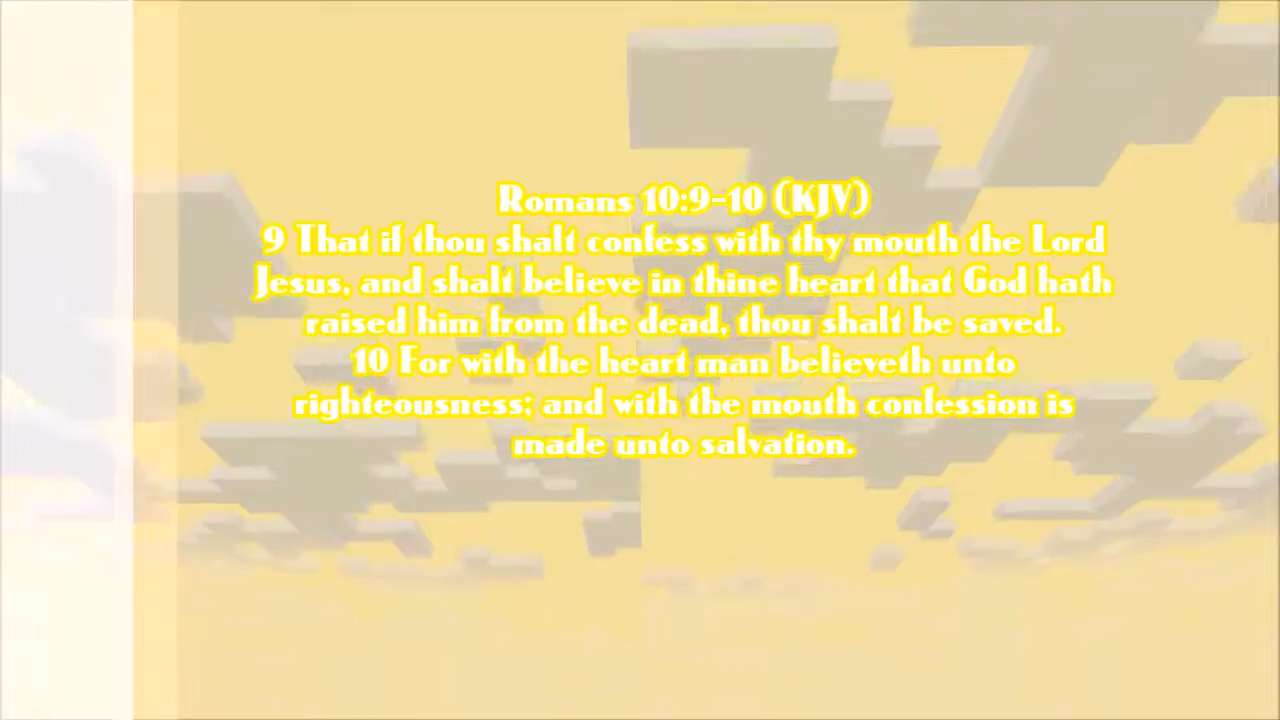 Romans 10:9-10 (KJV)
9 That if thou shalt confess with thy mouth the Lord
Jesus, and shalt believe in thine heart that God hath
raised him from the dead, thou shalt be saved.
10 For with the heart man believeth unto
righteousness; and with the mouth confession is
made unto salvation.